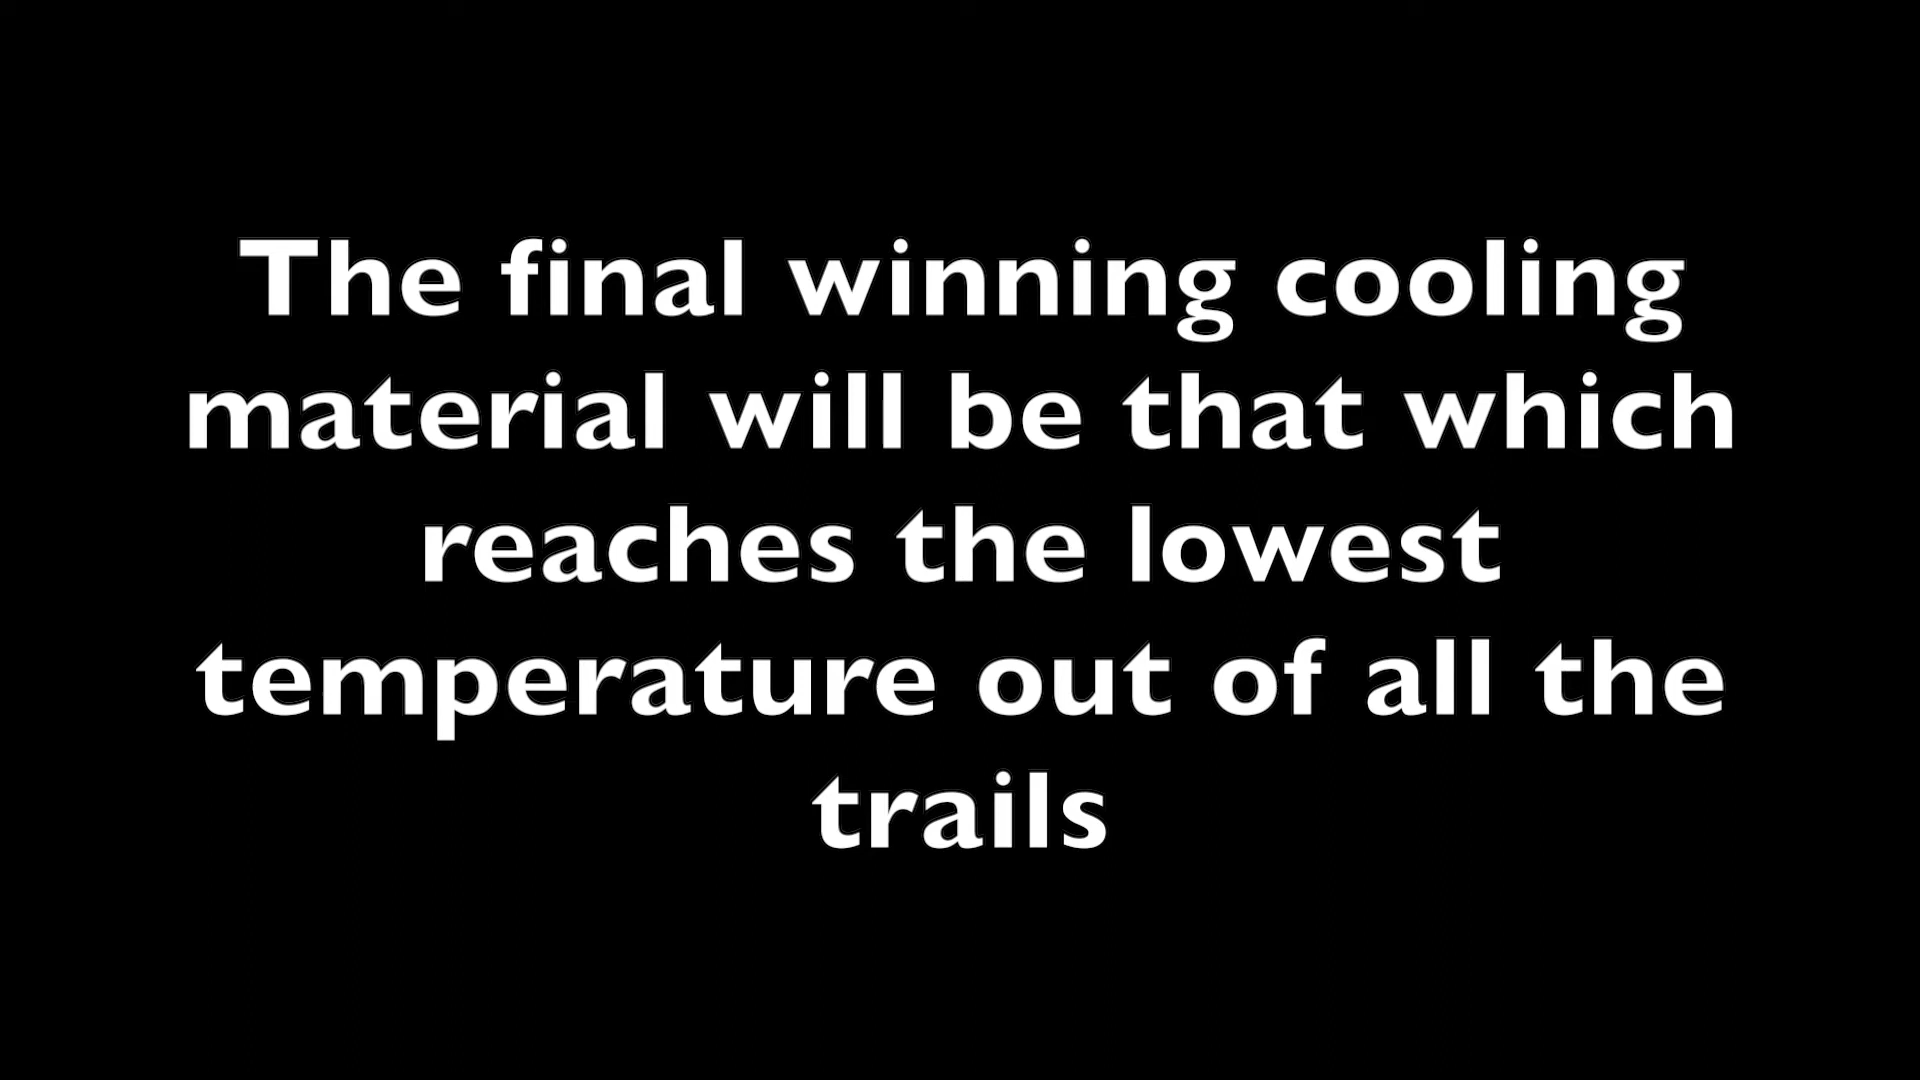 The final winning cooling
material will be that which
reaches the lowest
temperature out of all the
trails